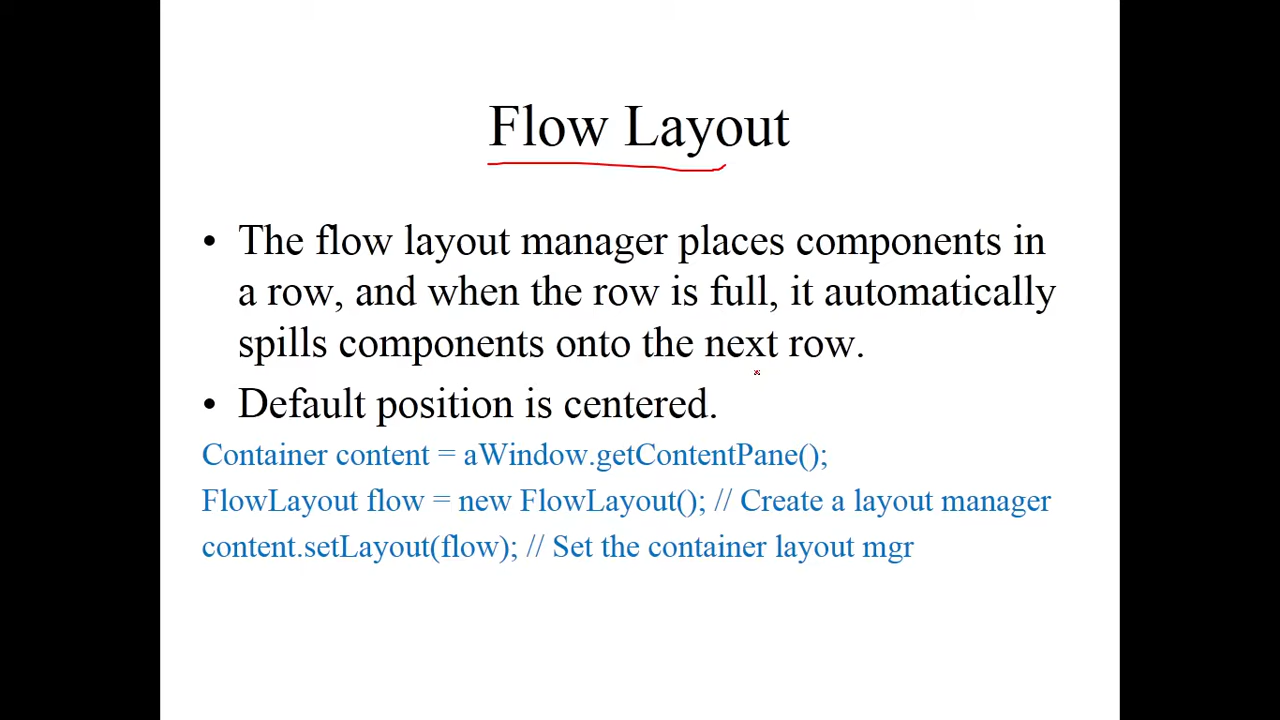 Flow Layout
• The flow layout manager places components in
a row, and when the row is full, it automatically
spills components onto the next row.
• Default position is centered.
Container content = aWindow.getContentPane();
FlowLayout flow = new FlowLayout(); // Create a layout manager
content.setLayout(flow); // Set the container layout mgr